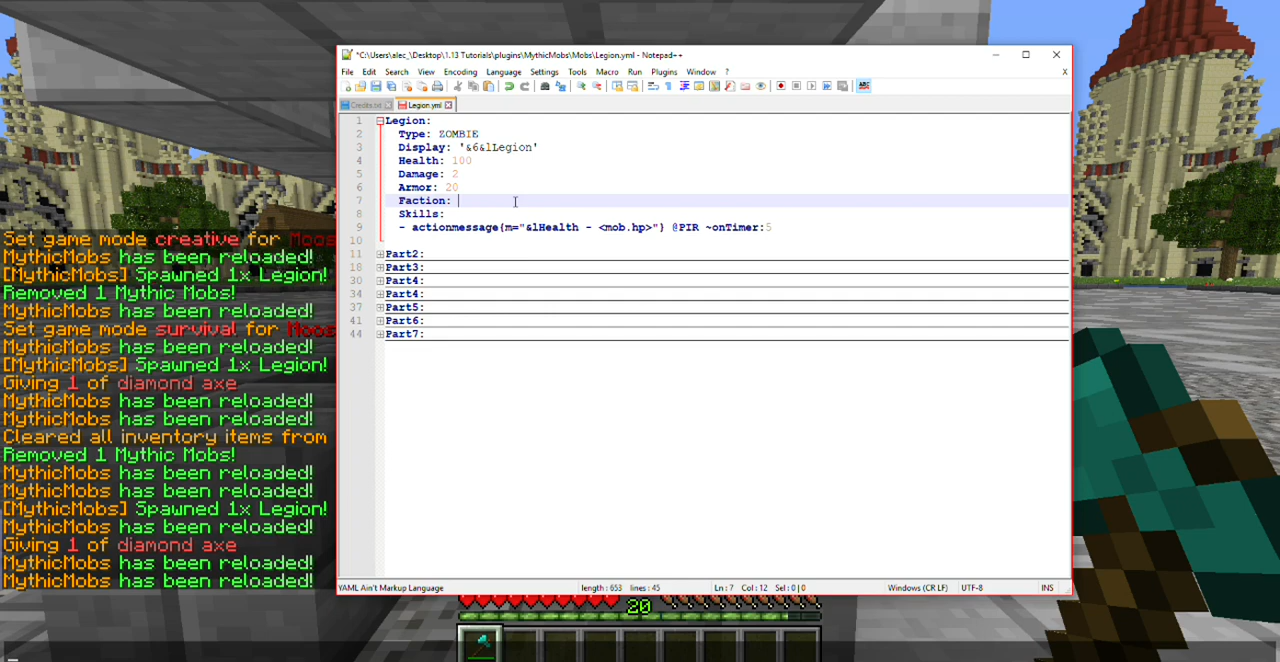 *C:\Users\alec_\Desktop\1.13 Tutorials\plugins\MythicMobs\Mobs\Legion.yml - Notepad++
File Edit Search View Encoding Language Settings Tools Macro Run Plugins Window ? X
Credits.txt Legion.yml
1 Legion:
2 Type: ZOMBIE
3 Display: '&6&lLegion'
4 Health: 100
5 Damage: 2
6 Armor: 20
7 Faction:
8 Skills:
9 - actionmessage{m="&lHealth - <mob.hp>"} @PIR ~onTimer:5
10
11 Part2:
18 Part3:
30 Part4:
34 Part4:
37 Part5:
41 Part6:
44 Part7:
YAML Ain't Markup Language length : 653 lines : 45 Ln : 7 Col : 12 Sel : 0 | 0 Windows (CR LF) UTF-8 INS
Set game mode creative for Moos
MythicMobs has been reloaded!
[MythicMobs] Spawned 1x Legion!
Removed 1 Mythic Mobs!
MythicMobs has been reloaded!
Set game mode survival for Moos
MythicMobs has been reloaded!
[MythicMobs] Spawned 1x Legion!
Giving 1 of diamond axe
MythicMobs has been reloaded!
MythicMobs has been reloaded!
Cleared all inventory items from
Removed 1 Mythic Mobs!
MythicMobs has been reloaded!
MythicMobs has been reloaded!
[MythicMobs] Spawned 1x Legion!
MythicMobs has been reloaded!
Giving 1 of diamond axe
MythicMobs has been reloaded!
MythicMobs has been reloaded!
20